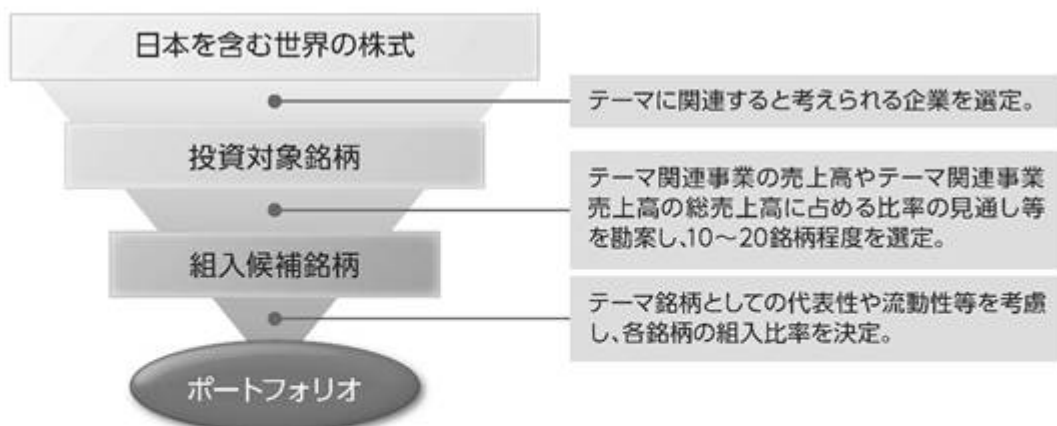 日本を含む世界の株式
テーマに関連すると考えられる企業を選定。
投資対象銘柄
テーマ関連事業の売上高やテーマ関連事業
売上高の総売上高に占める比率の見通し等
を勘案し、10～20銘柄程度を選定。
組入候補銘柄
テーマ銘柄としての代表性や流動性等を考慮
し、各銘柄の組入比率を決定。
ポートフォリオ